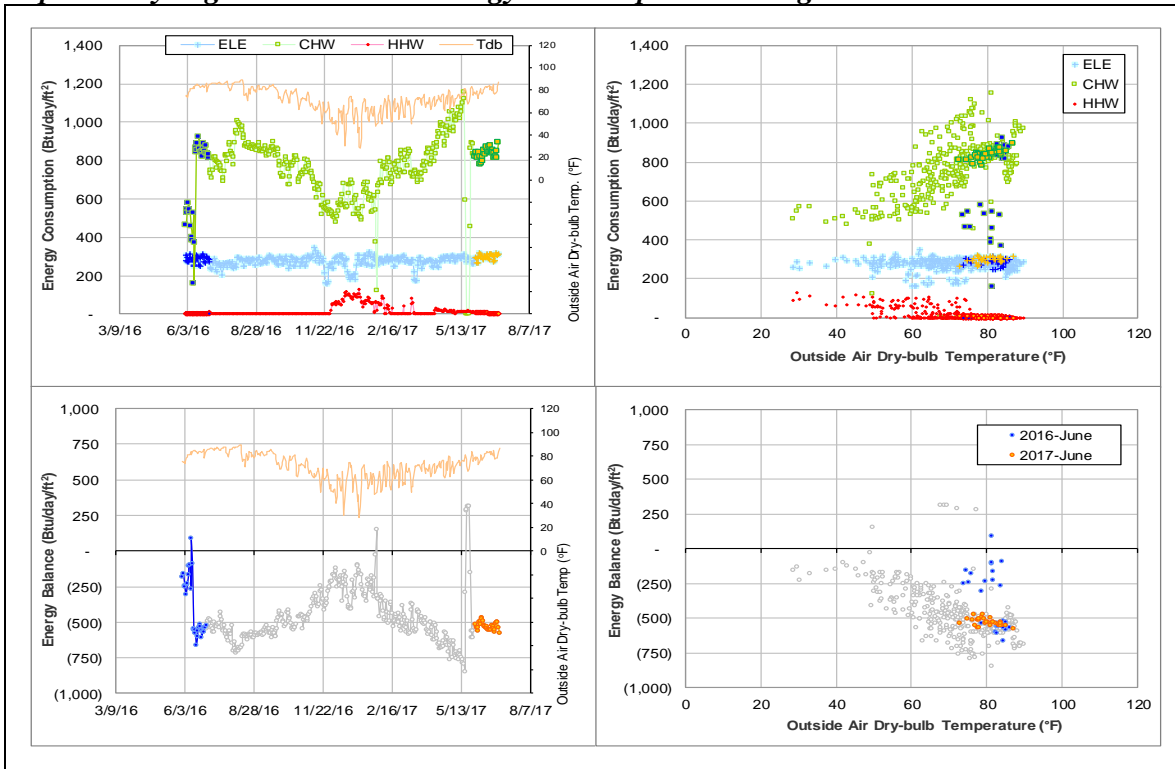 1,400
1,200
1,000
800
600
400
200
-
Energy Consumption (Btu/day/ft²)
ELE CHW HHW Tdb
120
100
80
60
40
20
0
Outside Air Dry-bulb Temp. (°F)
3/9/16 6/3/16 8/28/16 11/22/16 2/16/17 5/13/17 8/7/17
1,400
1,200
1,000
800
600
400
200
-
Energy Consumption (Btu/day/ft²)
ELE
CHW
HHW
0 20 40 60 80 100 120
Outside Air Dry-bulb Temperature (°F)
1,000
750
500
250
-
(250)
(500)
(750)
(1,000)
Energy Balance (Btu/day/ft²)
120
100
80
60
40
20
0
Outside Air Dry-bulb Temp (°F)
3/9/16 6/3/16 8/28/16 11/22/16 2/16/17 5/13/17 8/7/17
1,000
750
500
250
-
(250)
(500)
(750)
(1,000)
Energy Balance (Btu/day/ft²)
2016-June
2017-June
0 20 40 60 80 100 120
Outside Air Dry-bulb Temperature (°F)